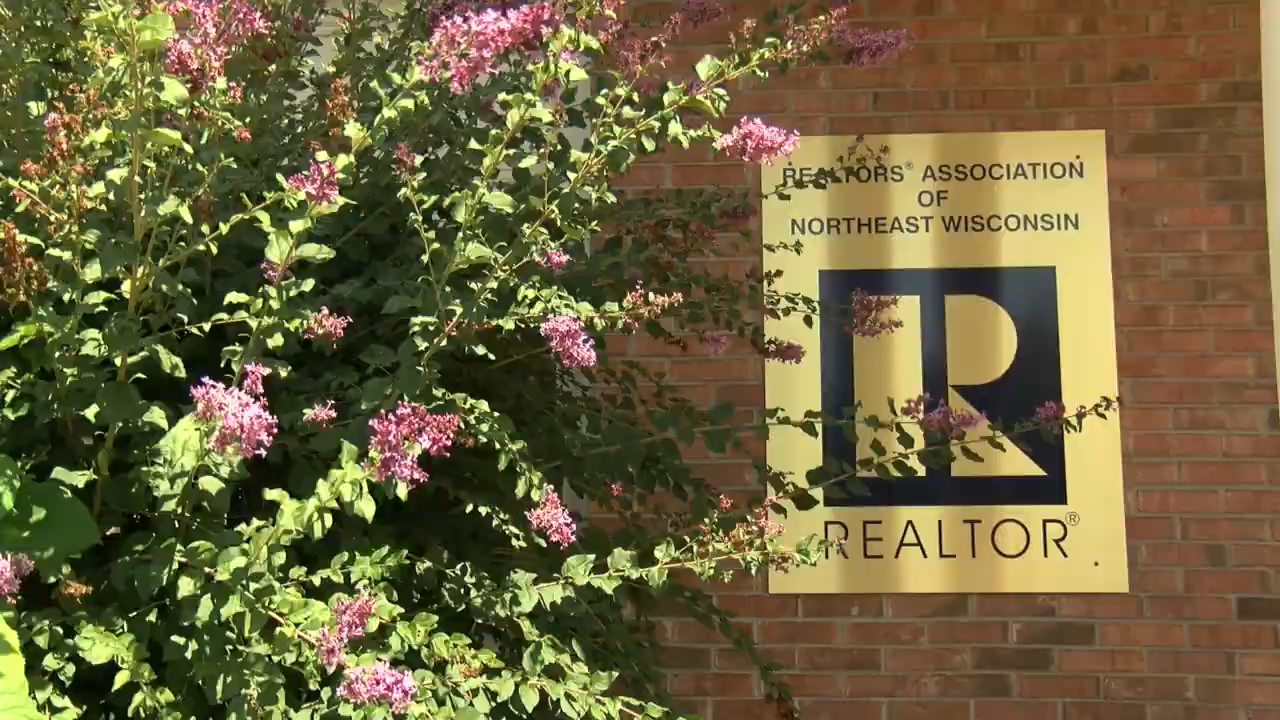 REALTORS® ASSOCIATION
OF
NORTHEAST WISCONSIN
R
REALTOR®